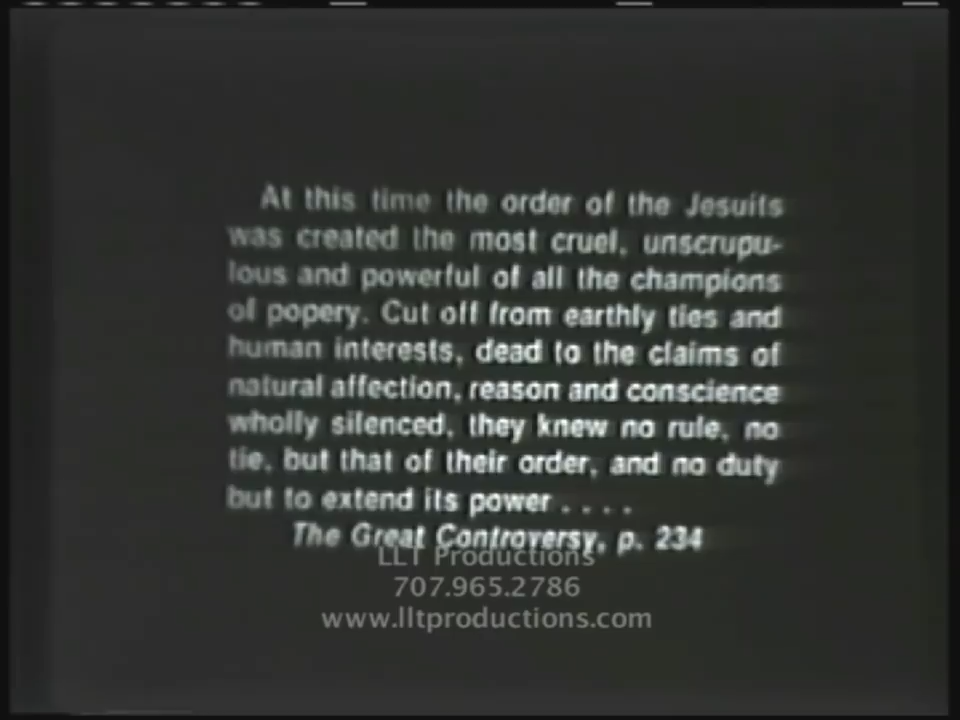 At this time the order of the Jesuits
was created the most cruel, unscrupu-
lous and powerful of all the champions
of popery. Cut off from earthly ties and
human interests, dead to the claims of
natural affection, reason and conscience
wholly silenced, they knew no rule, no
tie, but that of their order, and no duty
but to extend its power . . . .
The Great Controversy, p. 234
LLT Productions
707.965.2786
www.lltproductions.com